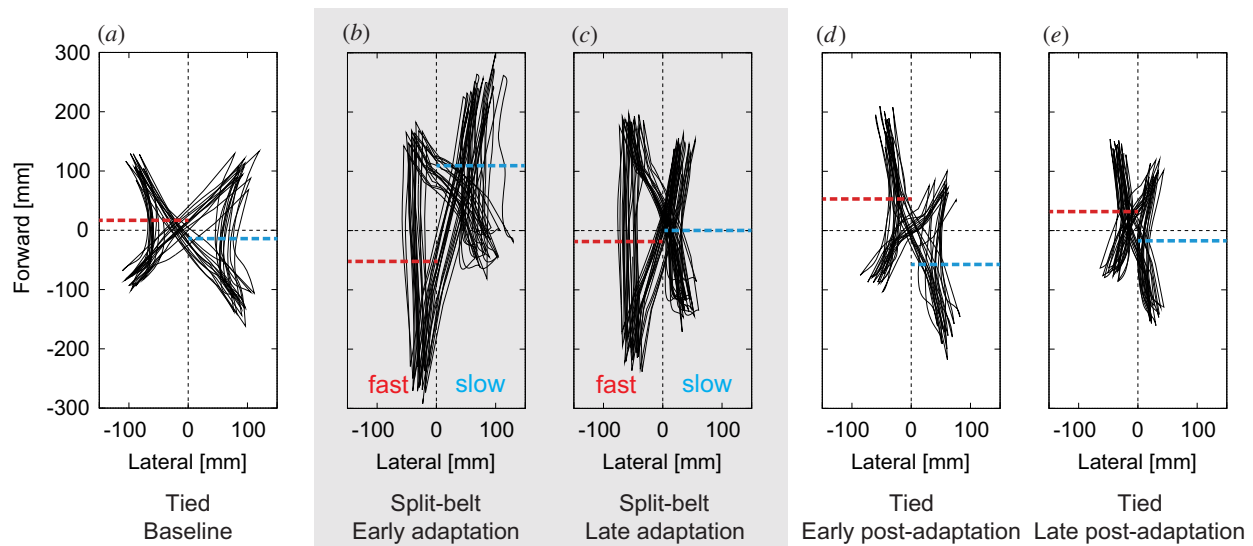 (a)
(b)
(c)
(d)
(e)
Forward [mm]
300
200
100
0
-100
-200
-300
fast
slow
fast
slow
-100 0 100
-100 0 100
-100 0 100
-100 0 100
-100 0 100
Lateral [mm]
Lateral [mm]
Lateral [mm]
Lateral [mm]
Lateral [mm]
Tied
Baseline
Split-belt
Early adaptation
Split-belt
Late adaptation
Tied
Early post-adaptation
Tied
Late post-adaptation